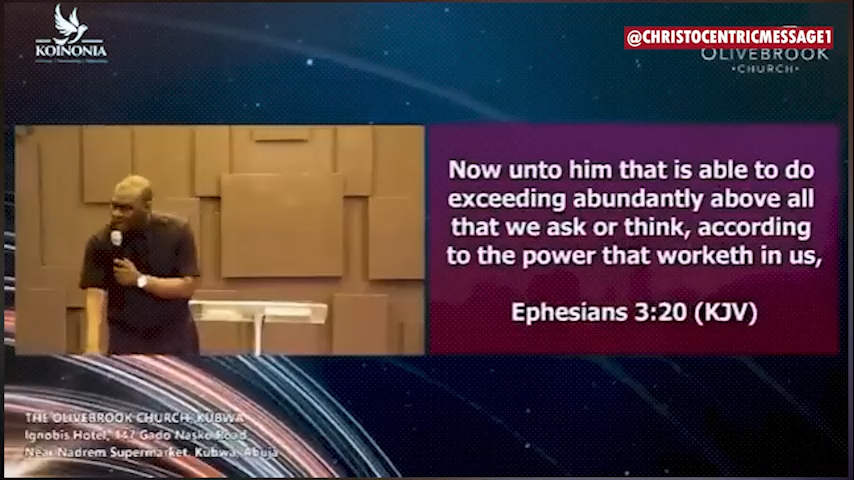 KOINONIA
@CHRISTOCENTRICMESSAGE1
OLIVEBROOK
•CHURCH•
Now unto him that is able to do
exceeding abundantly above all
that we ask or think, according
to the power that worketh in us,
Ephesians 3:20 (KJV)
THE OLIVEBROOK CHURCH, KUBWA
Ignobis Hotel, 147 Gado Nasko Road
Near Nadrem Supermarket, Kubwa, Abuja